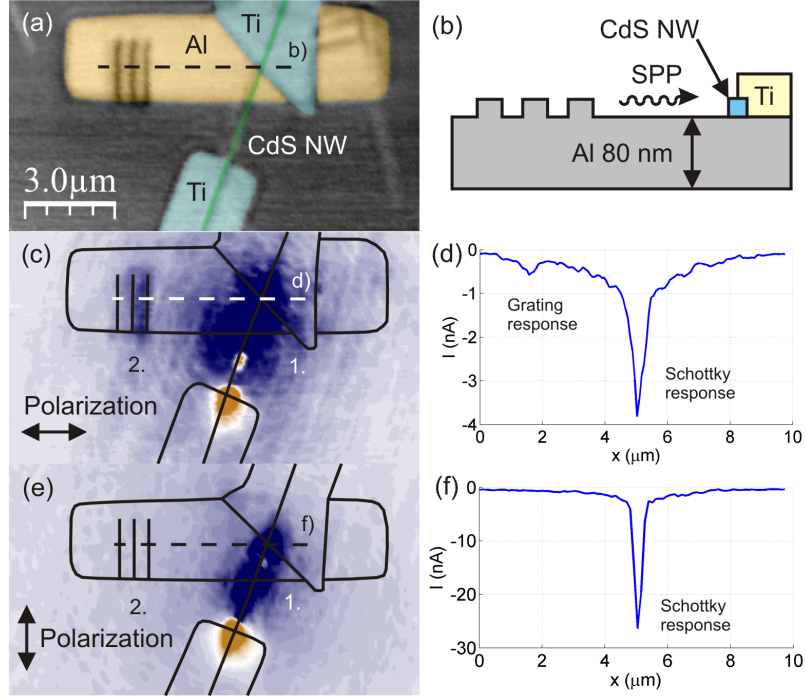 (a)
Ti
Al
b)
CdS NW
Ti
3.0μm
(b)
CdS NW
SPP
Ti
Al 80 nm
(c)
d)
2.
1.
Polarization
(d)
0
-1
-2
-3
-4
I (nA)
Grating
response
Schottky
response
0 2 4 6 8 10
x (μm)
(e)
f)
2.
1.
Polarization
(f)
0
-10
-20
-30
I (nA)
Schottky
response
0 2 4 6 8 10
x (μm)